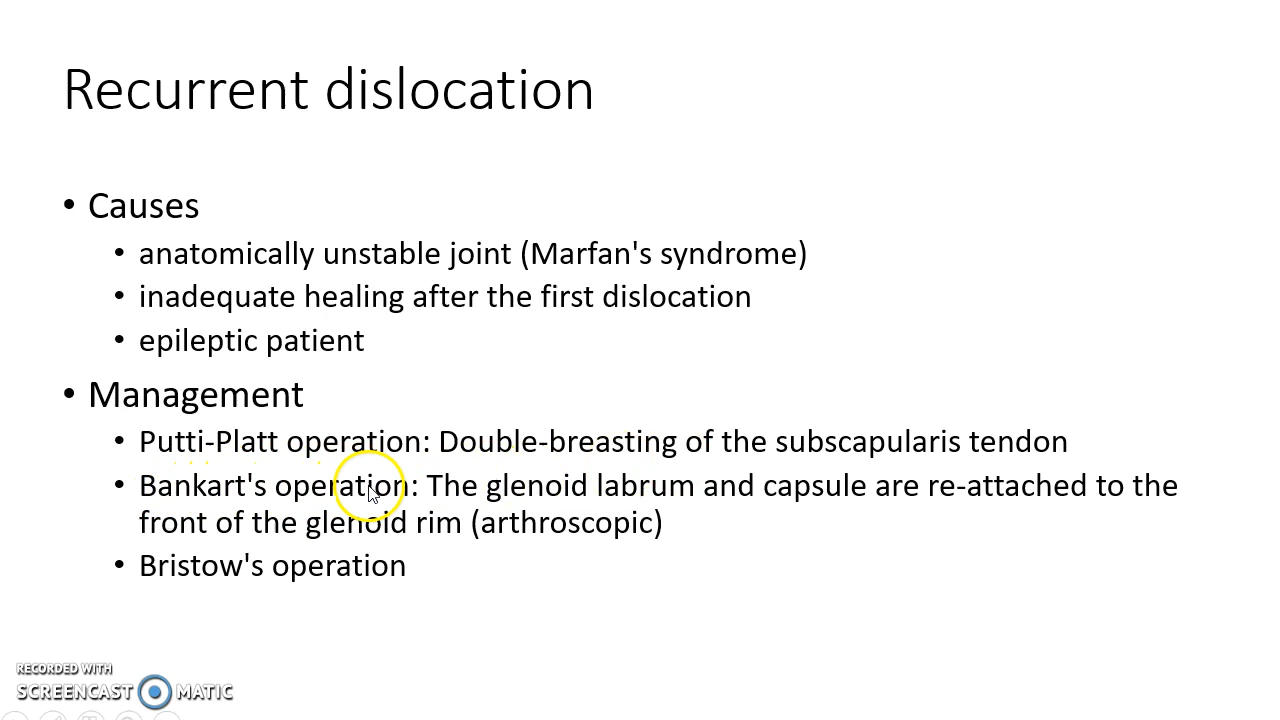 Recurrent dislocation
• Causes
• anatomically unstable joint (Marfan's syndrome)
• inadequate healing after the first dislocation
• epileptic patient
• Management
• Putti-Platt operation: Double-breasting of the subscapularis tendon
• Bankart's operation: The glenoid labrum and capsule are re-attached to the
front of the glenoid rim (arthroscopic)
• Bristow's operation
RECORDED WITH
SCREENCAST MATIC